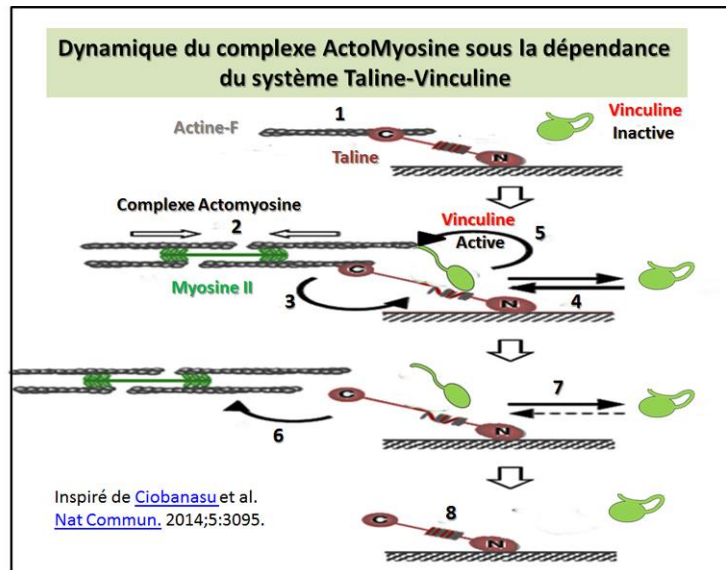 Dynamique du complexe ActoMyosine sous la dépendance
du système Taline-Vinculine
1
Actine-F
C
Taline
N
Vinculine
Inactive
Complexe Actomyosine
2
Vinculine
Active
5
Myosine II
C
3
N
4
C
7
N
6
Inspiré de Ciobanasu et al.
Nat Commun. 2014;5:3095.
8
C
N